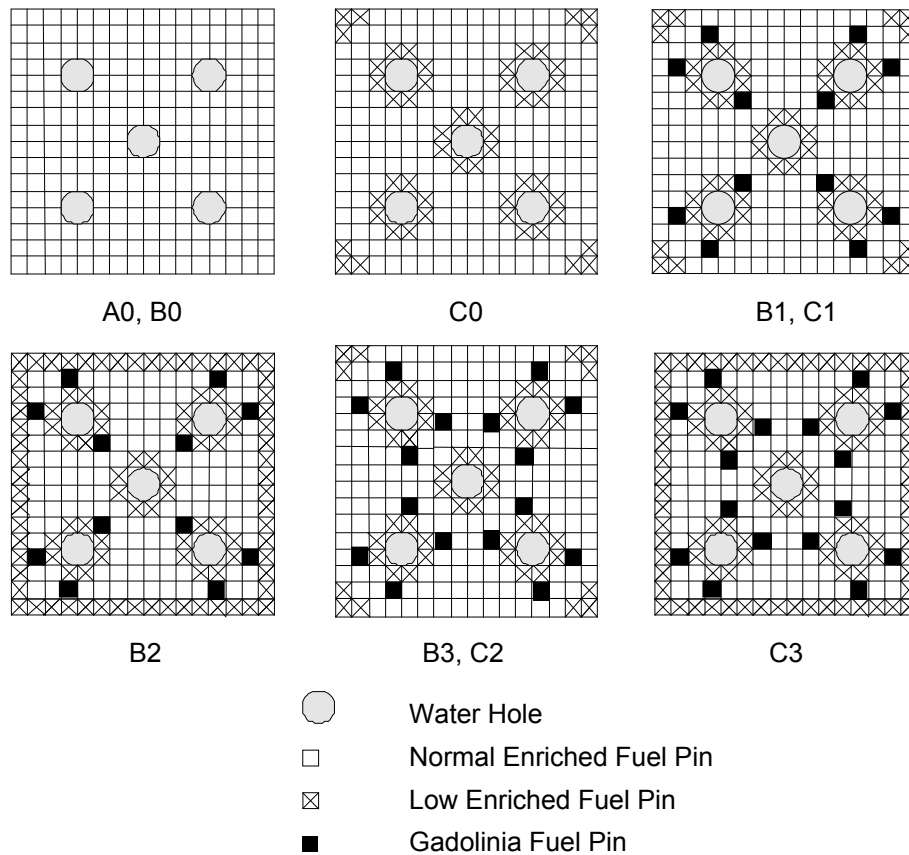 A0, B0
C0
B1, C1
B2
B3, C2
C3
Water Hole
Normal Enriched Fuel Pin
Low Enriched Fuel Pin
Gadolinia Fuel Pin